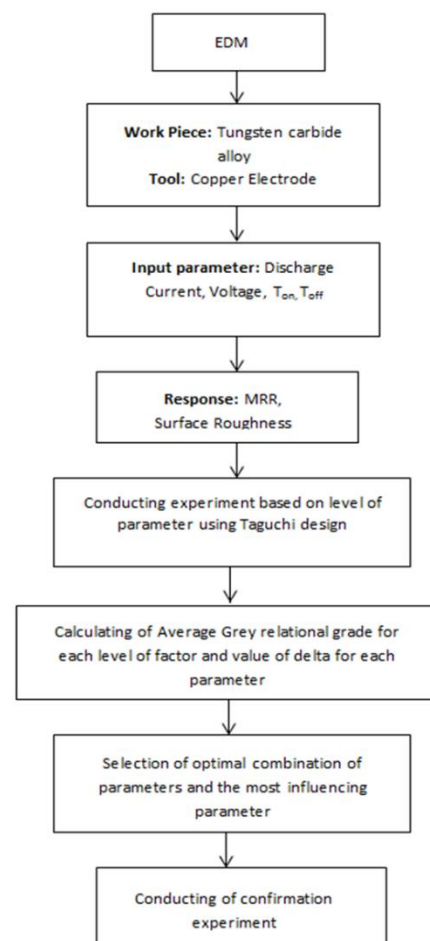 EDM
Work Piece: Tungsten carbide
alloy
Tool: Copper Electrode
Input parameter: Discharge
Current, Voltage, Ton, Toff
Response: MRR,
Surface Roughness
Conducting experiment based on level of
parameter using Taguchi design
Calculating of Average Grey relational grade for
each level of factor and value of delta for each
parameter
Selection of optimal combination of
parameters and the most influencing
parameter
Conducting of confirmation
experiment